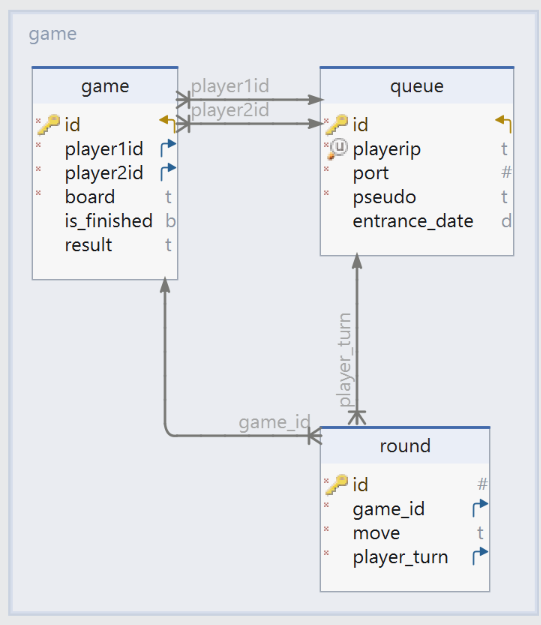 game
game
id
player1id
player2id
board t
is_finished b
result t
player1id
player2id
queue
id
u playerip t
port #
pseudo t
entrance_date d
player_turn
game_id
round
id #
game_id
move t
player_turn